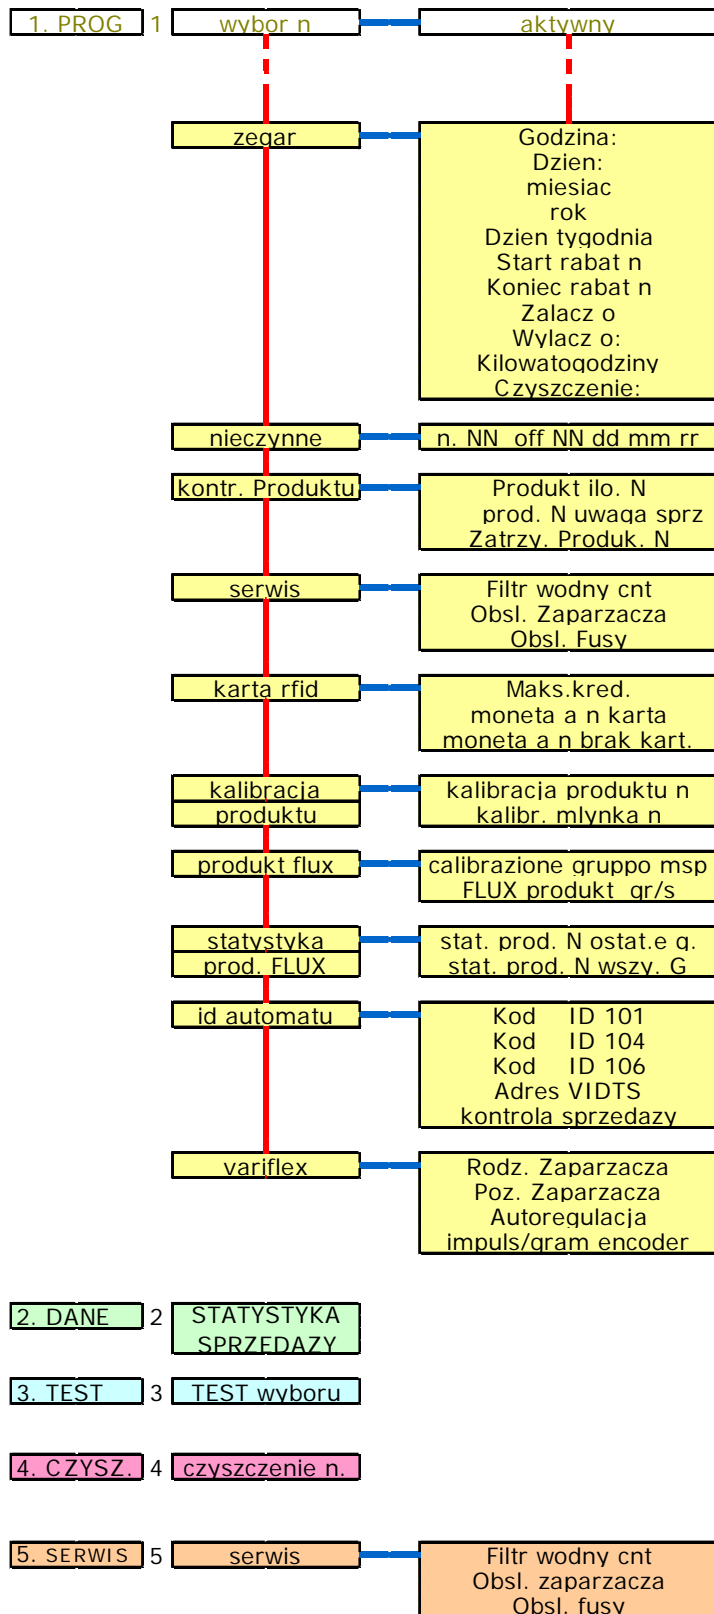 1. PROG 1 wybor n aktywny
zegar Godzina:
Dzien:
miesiac
rok
Dzien tygodnia
Start rabat n
Koniec rabat n
Zalacz o
Wylacz o:
Kilowatogodziny
Czyszczenie:
nieczynne n. NN off NN dd mm rr
kontr. Produktu Produkt ilo. N
prod. N uwaga sprz
Zatrzy. Produk. N
serwis Filtr wodny cnt
Obsl. Zaparzacza
Obsl. Fusy
karta rfid Maks.kred.
moneta a n karta
moneta a n brak kart.
kalibracja kalibracja produktu n
produktu kalibr. mlynka n
produkt flux calibrazione gruppo msp
FLUX produkt gr/s
statystyka stat. prod. N ostat.e g.
prod. FLUX stat. prod. N wszy. G
id automatu Kod ID 101
Kod ID 104
Kod ID 106
Adres VIDTS
kontrola sprzedazy
variflex Rodz. Zaparzacza
Poz. Zaparzacza
Autoregulacja
impuls/gram encoder
2. DANE 2 STATYSTYKA
SPRZEDAZY
3. TEST 3 TEST wyboru
4. CZYSZ. 4 czyszczenie n.
5. SERWIS 5 serwis Filtr wodny cnt
Obsl. zaparzacza
Obsl. fusy